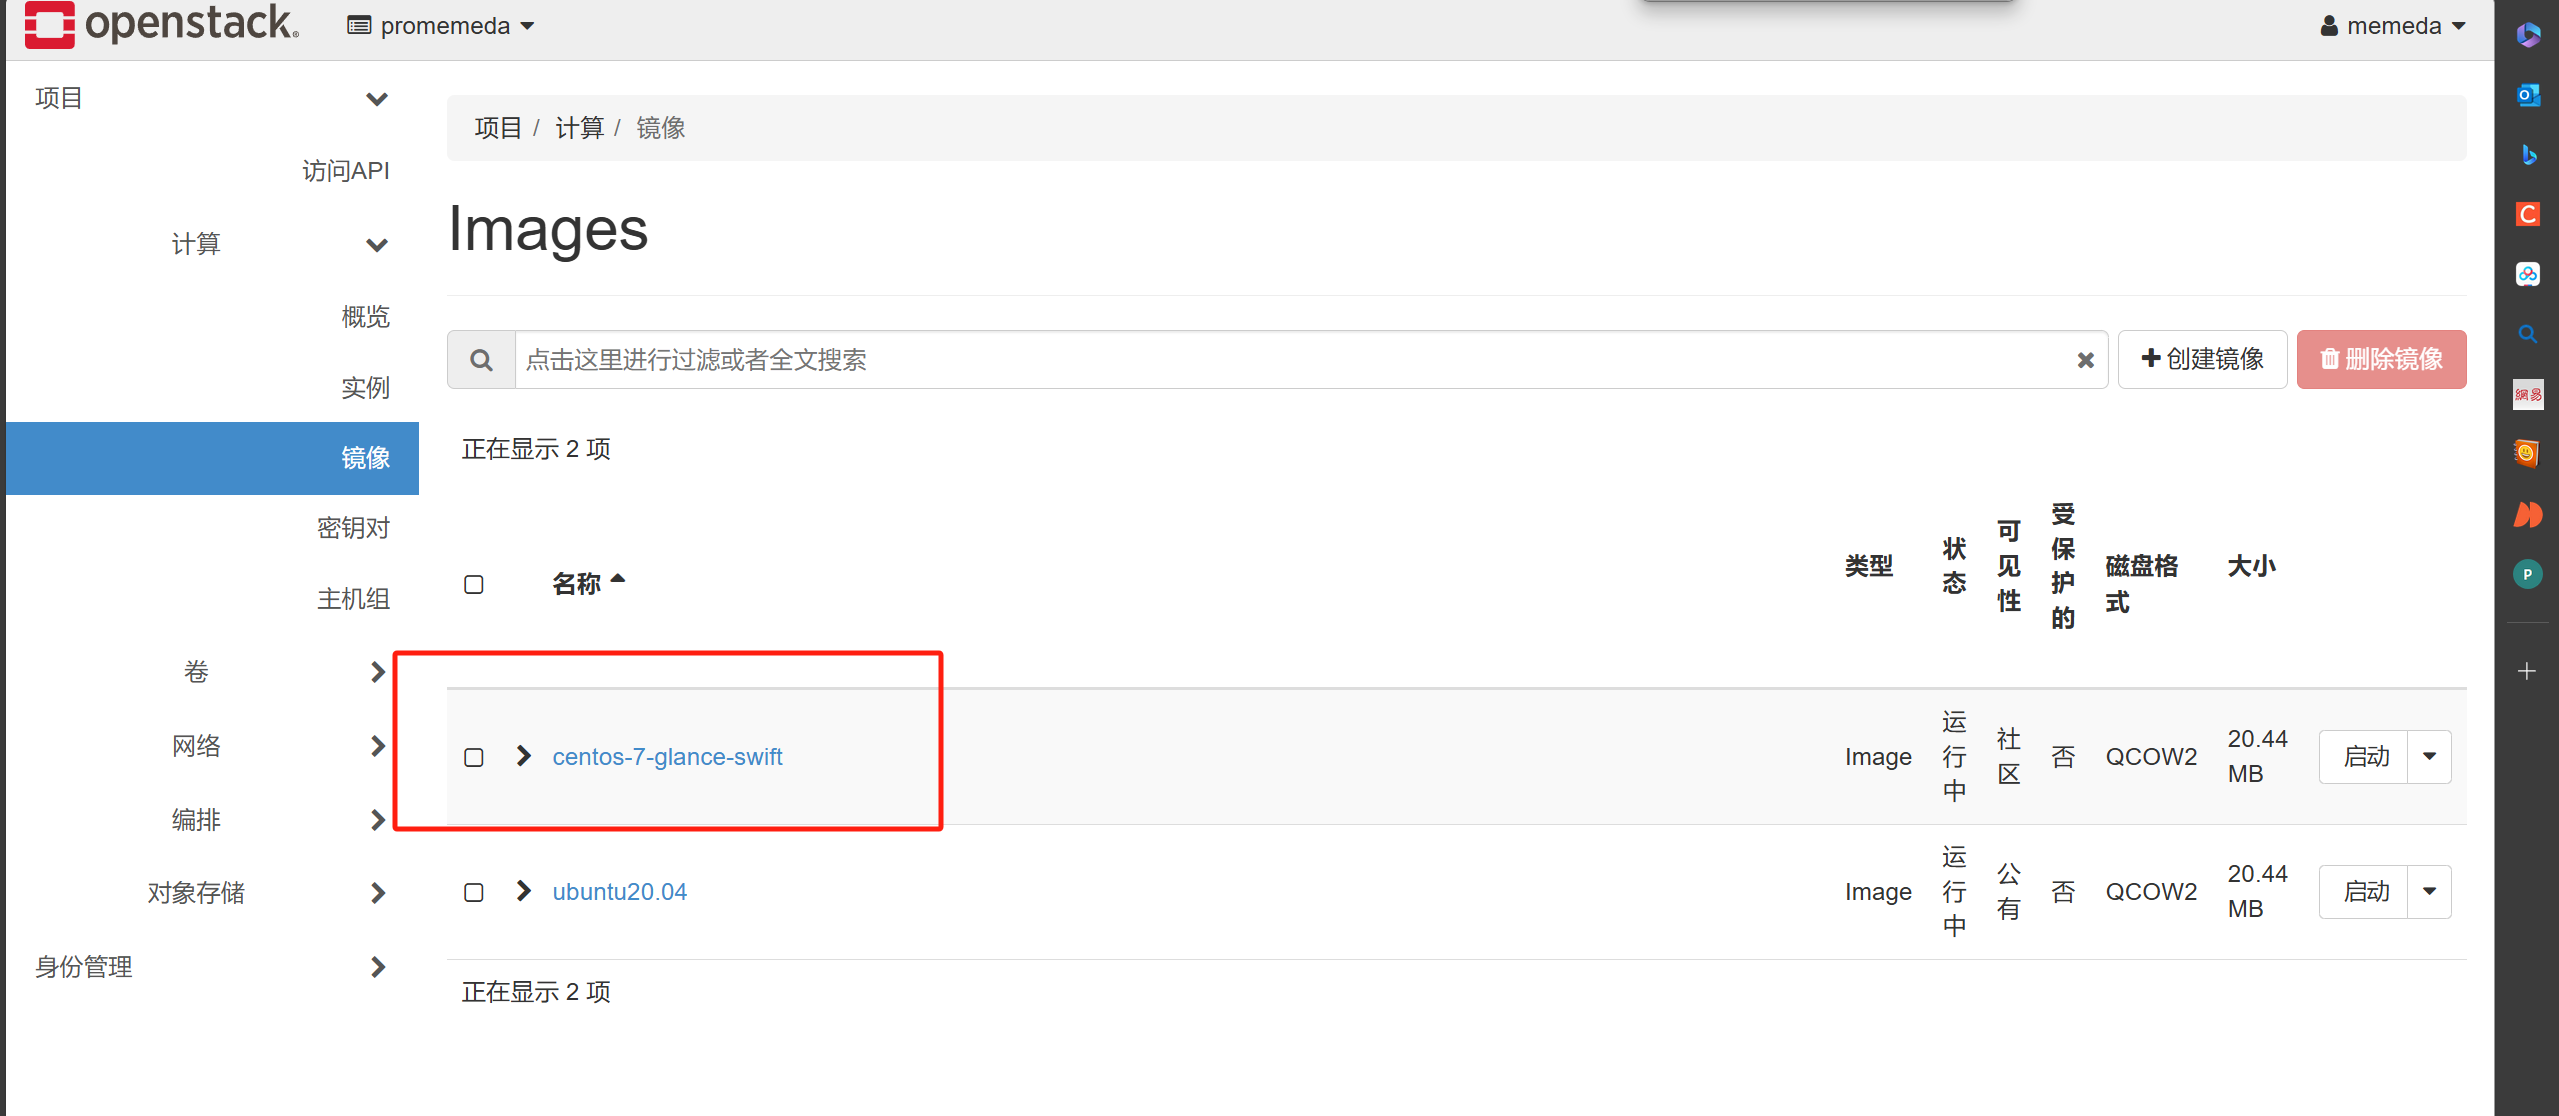 openstack.
promemeda
memeda
项目
访问API
计算
概览
实例
镜像
密钥对
主机组
卷
网络
编排
对象存储
身份管理
项目 / 计算 / 镜像
Images
点击这里进行过滤或者全文搜索
创建镜像
删除镜像
正在显示 2 项
名称 类型 状态 可见性 受保护的 磁盘格式 大小
centos-7-glance-swift Image 运行中 社区 否 QCOW2 20.44 MB 启动
ubuntu20.04 Image 运行中 公有 否 QCOW2 20.44 MB 启动
正在显示 2 项
網易
P